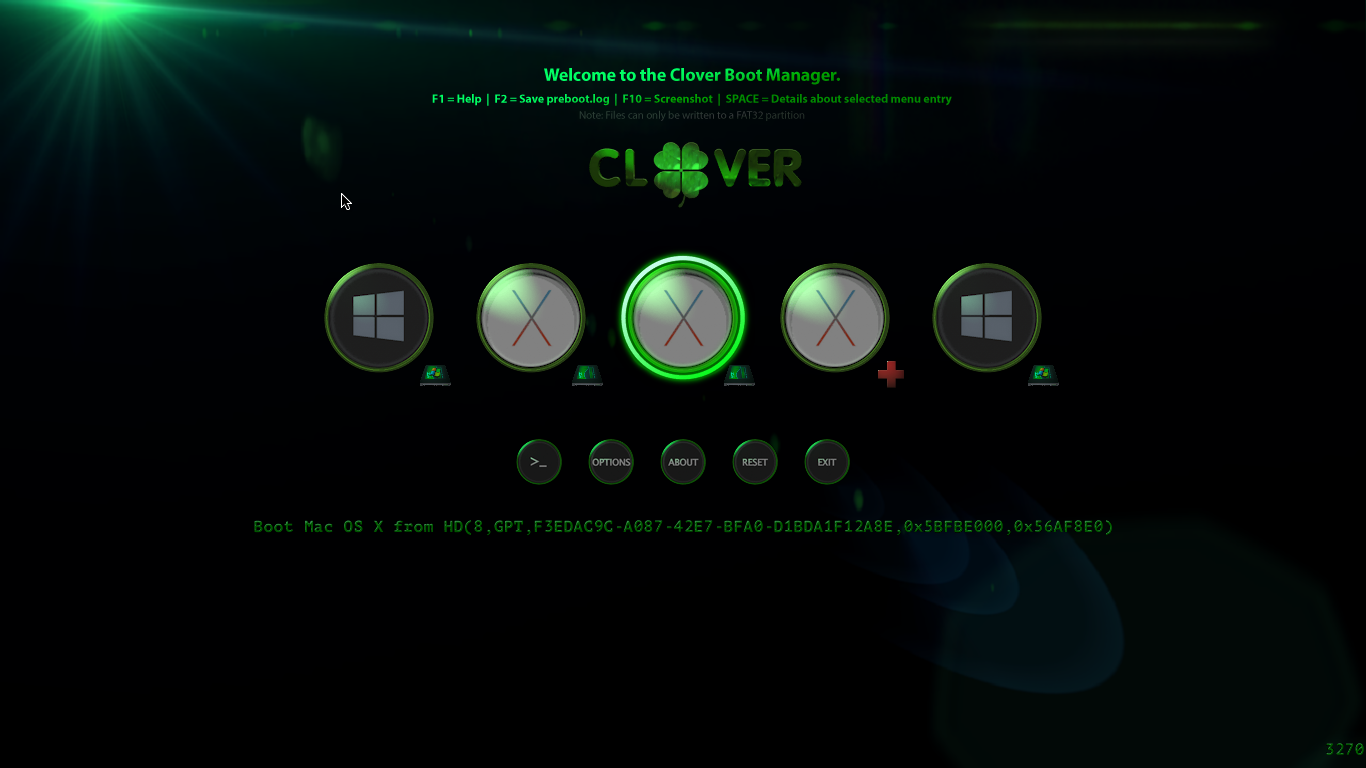 Welcome to the Clover Boot Manager.
F1 = Help | F2 = Save preboot.log | F10 = Screenshot | SPACE = Details about selected menu entry
Note: Files can only be written to a FAT32 partition
CLOVER
>_ OPTIONS ABOUT RESET EXIT
Boot Mac OS X from HD(8,GPT,F3EDAC9C-A087-42E7-BFA0-D1BDA1F12A8E,0x5BFBE000,0x56AF8E0)
3270